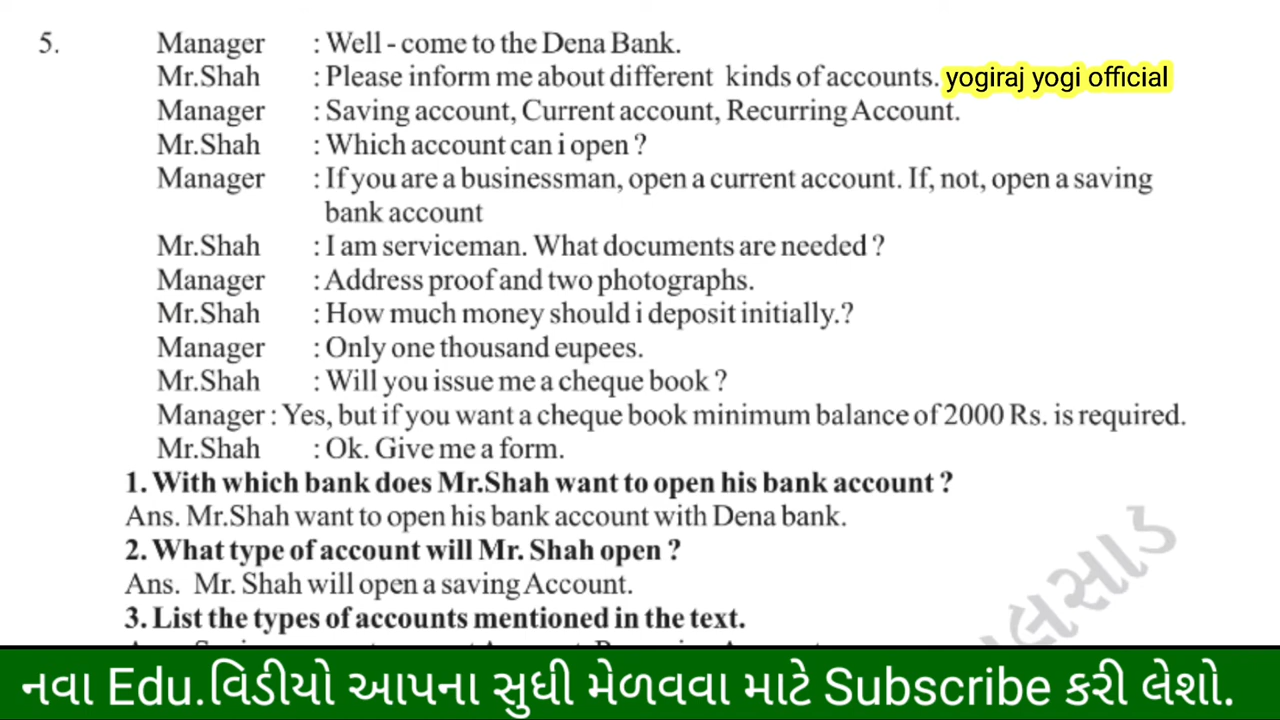 5. Manager : Well - come to the Dena Bank.
Mr.Shah : Please inform me about different kinds of accounts. yogiraj yogi official
Manager : Saving account, Current account, Recurring Account.
Mr.Shah : Which account can i open ?
Manager : If you are a businessman, open a current account. If, not, open a saving
bank account
Mr.Shah : I am serviceman. What documents are needed ?
Manager : Address proof and two photographs.
Mr.Shah : How much money should i deposit initially.?
Manager : Only one thousand eupees.
Mr.Shah : Will you issue me a cheque book ?
Manager : Yes, but if you want a cheque book minimum balance of 2000 Rs. is required.
Mr.Shah : Ok. Give me a form.
1. With which bank does Mr.Shah want to open his bank account ?
Ans. Mr.Shah want to open his bank account with Dena bank.
2. What type of account will Mr. Shah open ?
Ans. Mr. Shah will open a saving Account.
3. List the types of accounts mentioned in the text.
નવા Edu.વિડીયો આપના સુધી મેળવવા માટે Subscribe કરી લેશો.